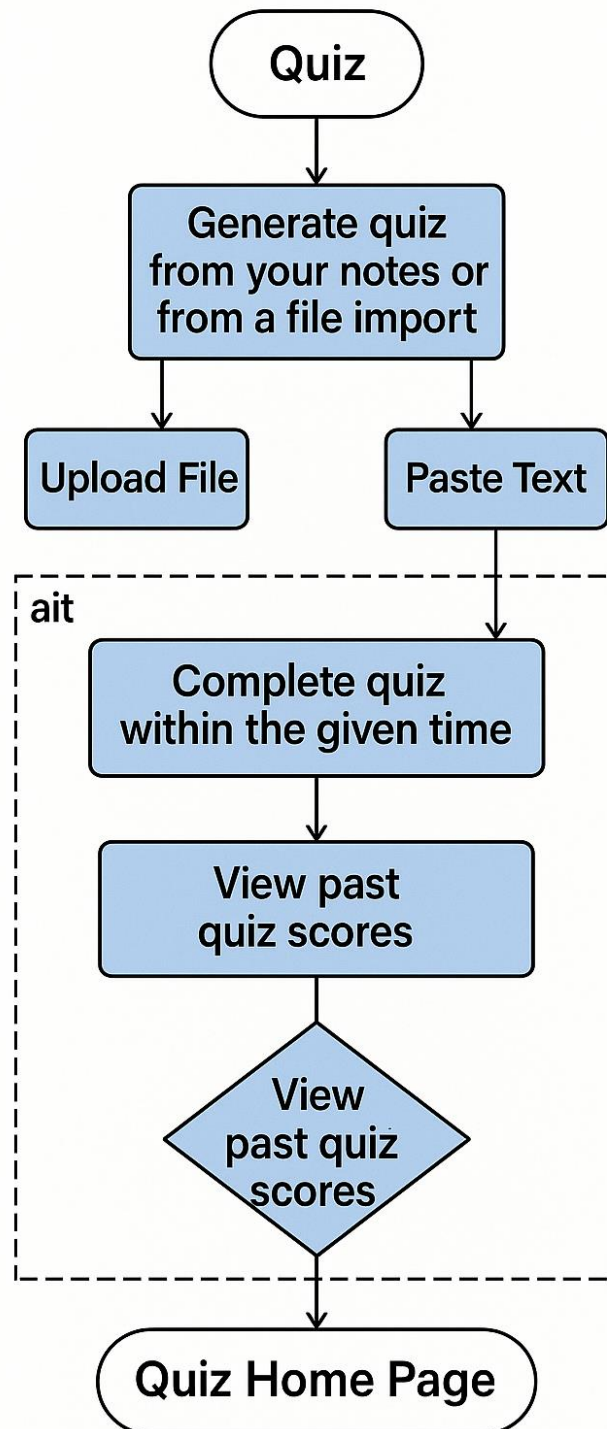 Quiz
Generate quiz
from your notes or
from a file import
Upload File
Paste Text
ait
Complete quiz
within the given time
View past
quiz scores
View
past quiz
scores
Quiz Home Page